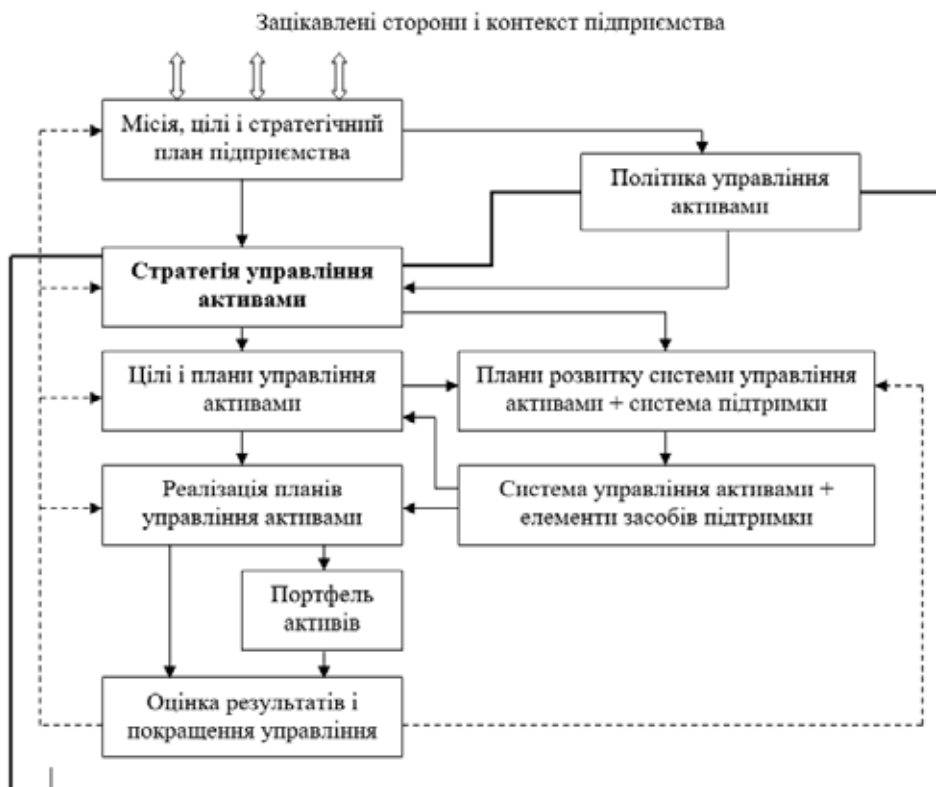 Зацікавлені сторони і контекст підприємства
Місія, цілі і стратегічний
план підприємства
Політика управління
активами
Стратегія управління
активами
Цілі і плани управління
активами
Плани розвитку системи управління
активами + система підтримки
Реалізація планів
управління активами
Система управління активами +
елементи засобів підтримки
Портфель
активів
Оцінка результатів і
покращення управління